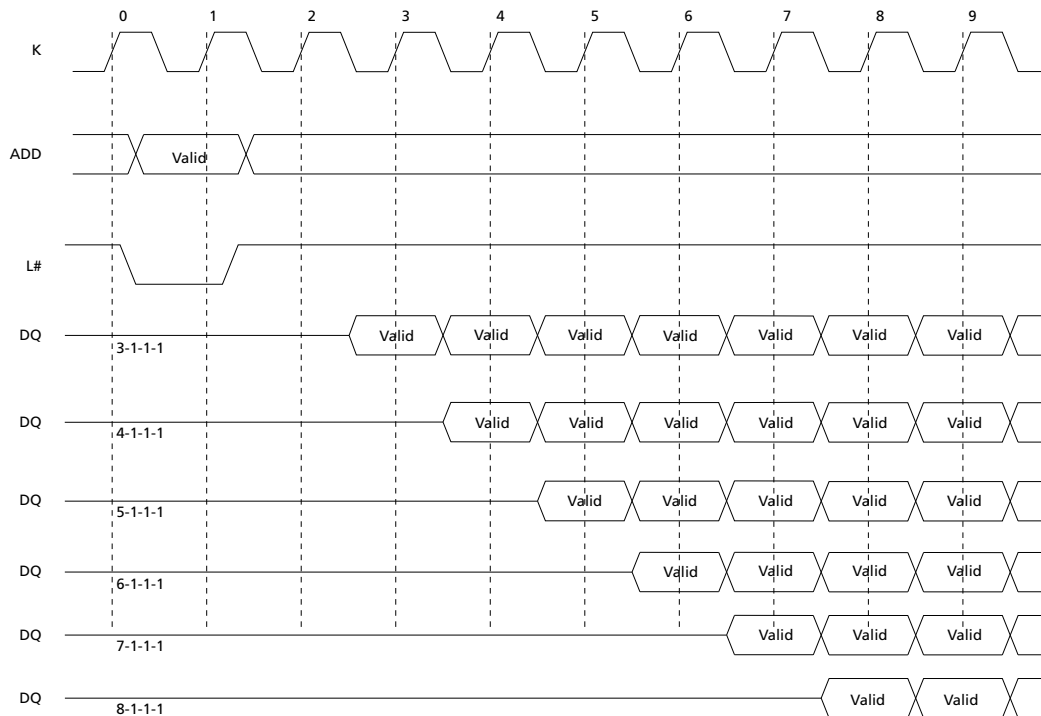 0 1 2 3 4 5 6 7 8 9
K
ADD Valid
L#
DQ Valid Valid Valid Valid Valid Valid Valid
3-1-1-1
DQ Valid Valid Valid Valid Valid Valid
4-1-1-1
DQ Valid Valid Valid Valid Valid
5-1-1-1
DQ Valid Valid Valid Valid
6-1-1-1
DQ Valid Valid Valid
7-1-1-1
DQ Valid Valid
8-1-1-1